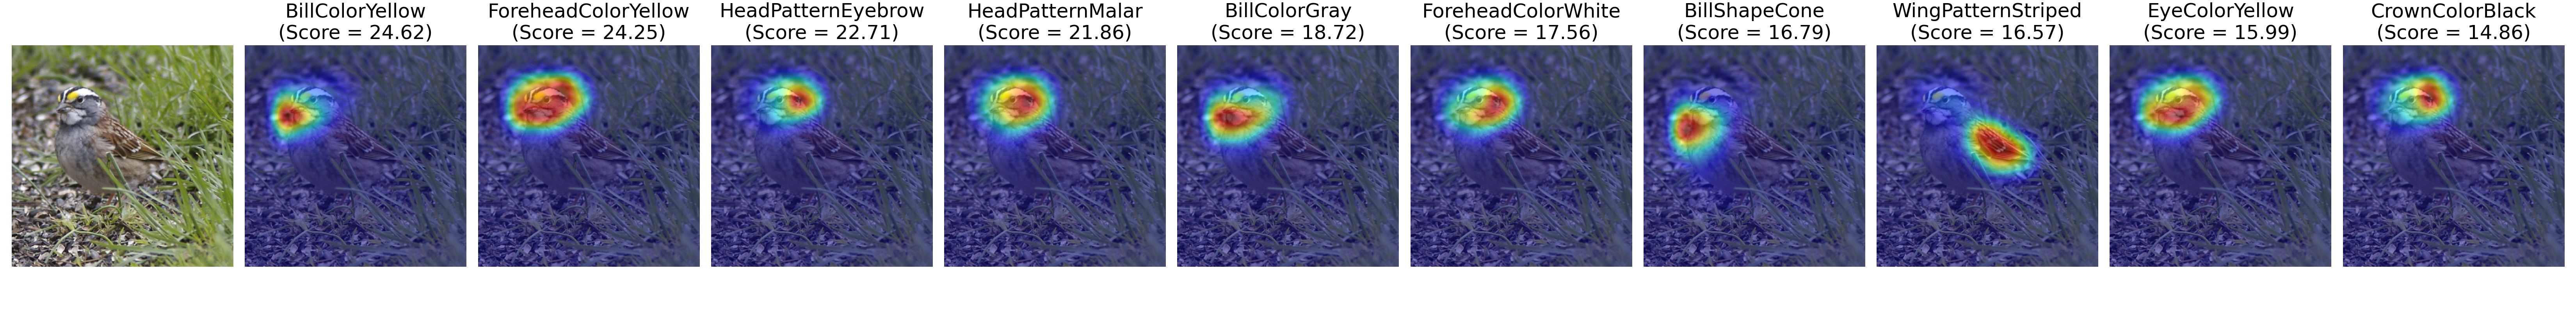 BillColorYellow
(Score = 24.62)
ForeheadColorYellow
(Score = 24.25)
HeadPatternEyebrow
(Score = 22.71)
HeadPatternMalar
(Score = 21.86)
BillColorGray
(Score = 18.72)
ForeheadColorWhite
(Score = 17.56)
BillShapeCone
(Score = 16.79)
WingPatternStriped
(Score = 16.57)
EyeColorYellow
(Score = 15.99)
CrownColorBlack
(Score = 14.86)